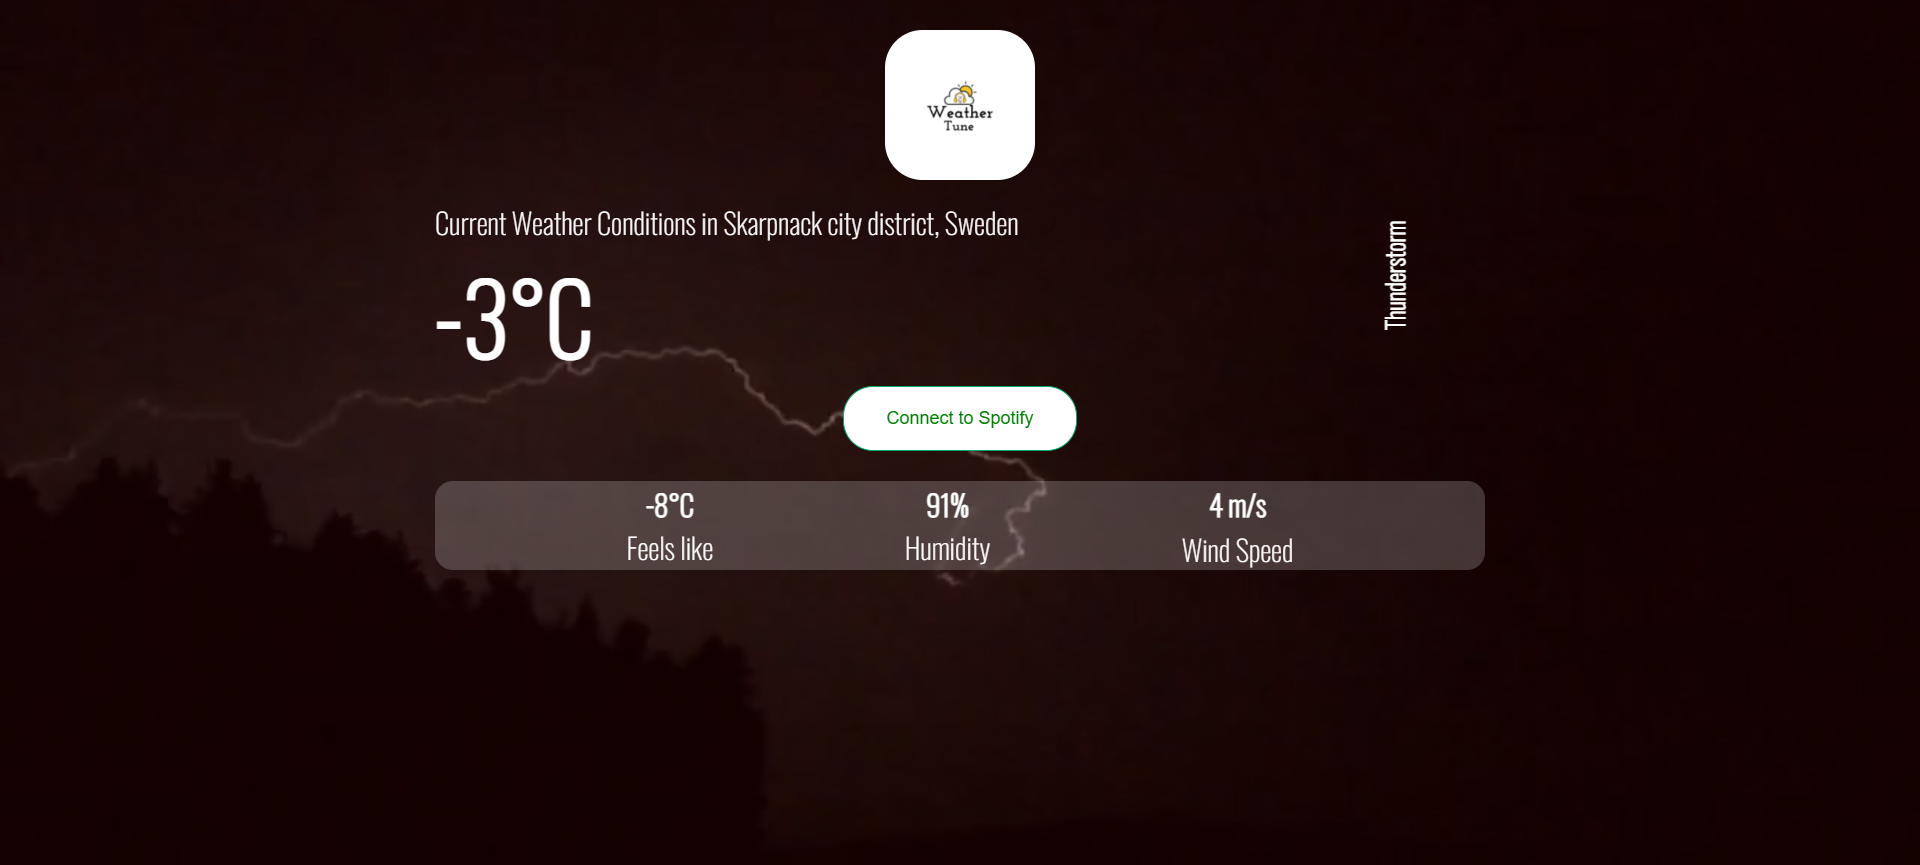 Weather
Tune
Current Weather Conditions in Skarpnack city district, Sweden
Thunderstorm
-3°C
Connect to Spotify
-8°C
Feels like
91%
Humidity
4 m/s
Wind Speed